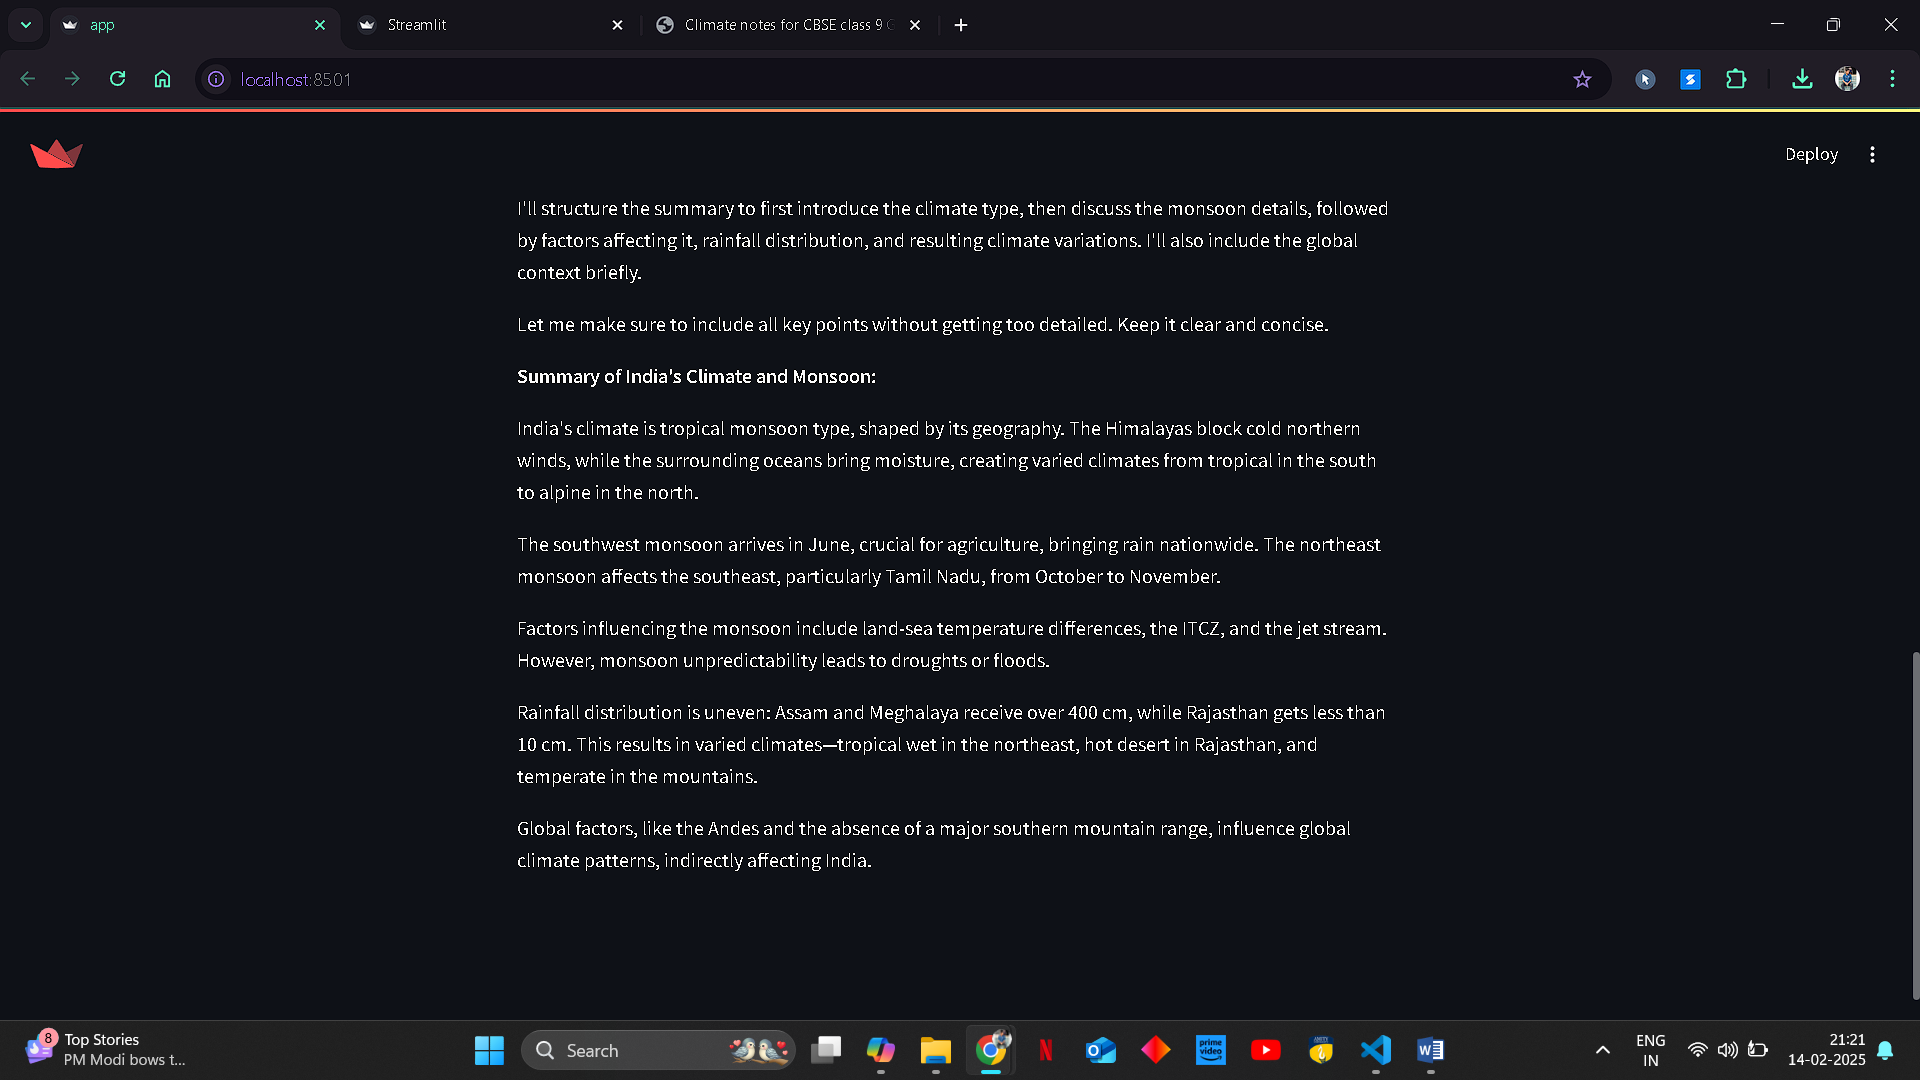 app
Streamlit
Climate notes for CBSE class 9 G
localhost:8501
Deploy
I'll structure the summary to first introduce the climate type, then discuss the monsoon details, followed
by factors affecting it, rainfall distribution, and resulting climate variations. I'll also include the global
context briefly.
Let me make sure to include all key points without getting too detailed. Keep it clear and concise.
Summary of India's Climate and Monsoon:
India's climate is tropical monsoon type, shaped by its geography. The Himalayas block cold northern
winds, while the surrounding oceans bring moisture, creating varied climates from tropical in the south
to alpine in the north.
The southwest monsoon arrives in June, crucial for agriculture, bringing rain nationwide. The northeast
monsoon affects the southeast, particularly Tamil Nadu, from October to November.
Factors influencing the monsoon include land-sea temperature differences, the ITCZ, and the jet stream.
However, monsoon unpredictability leads to droughts or floods.
Rainfall distribution is uneven: Assam and Meghalaya receive over 400 cm, while Rajasthan gets less than
10 cm. This results in varied climates—tropical wet in the northeast, hot desert in Rajasthan, and
temperate in the mountains.
Global factors, like the Andes and the absence of a major southern mountain range, influence global
climate patterns, indirectly affecting India.
8
Top Stories
PM Modi bows t...
Search
prime
video
ENG
IN
21:21
14-02-2025